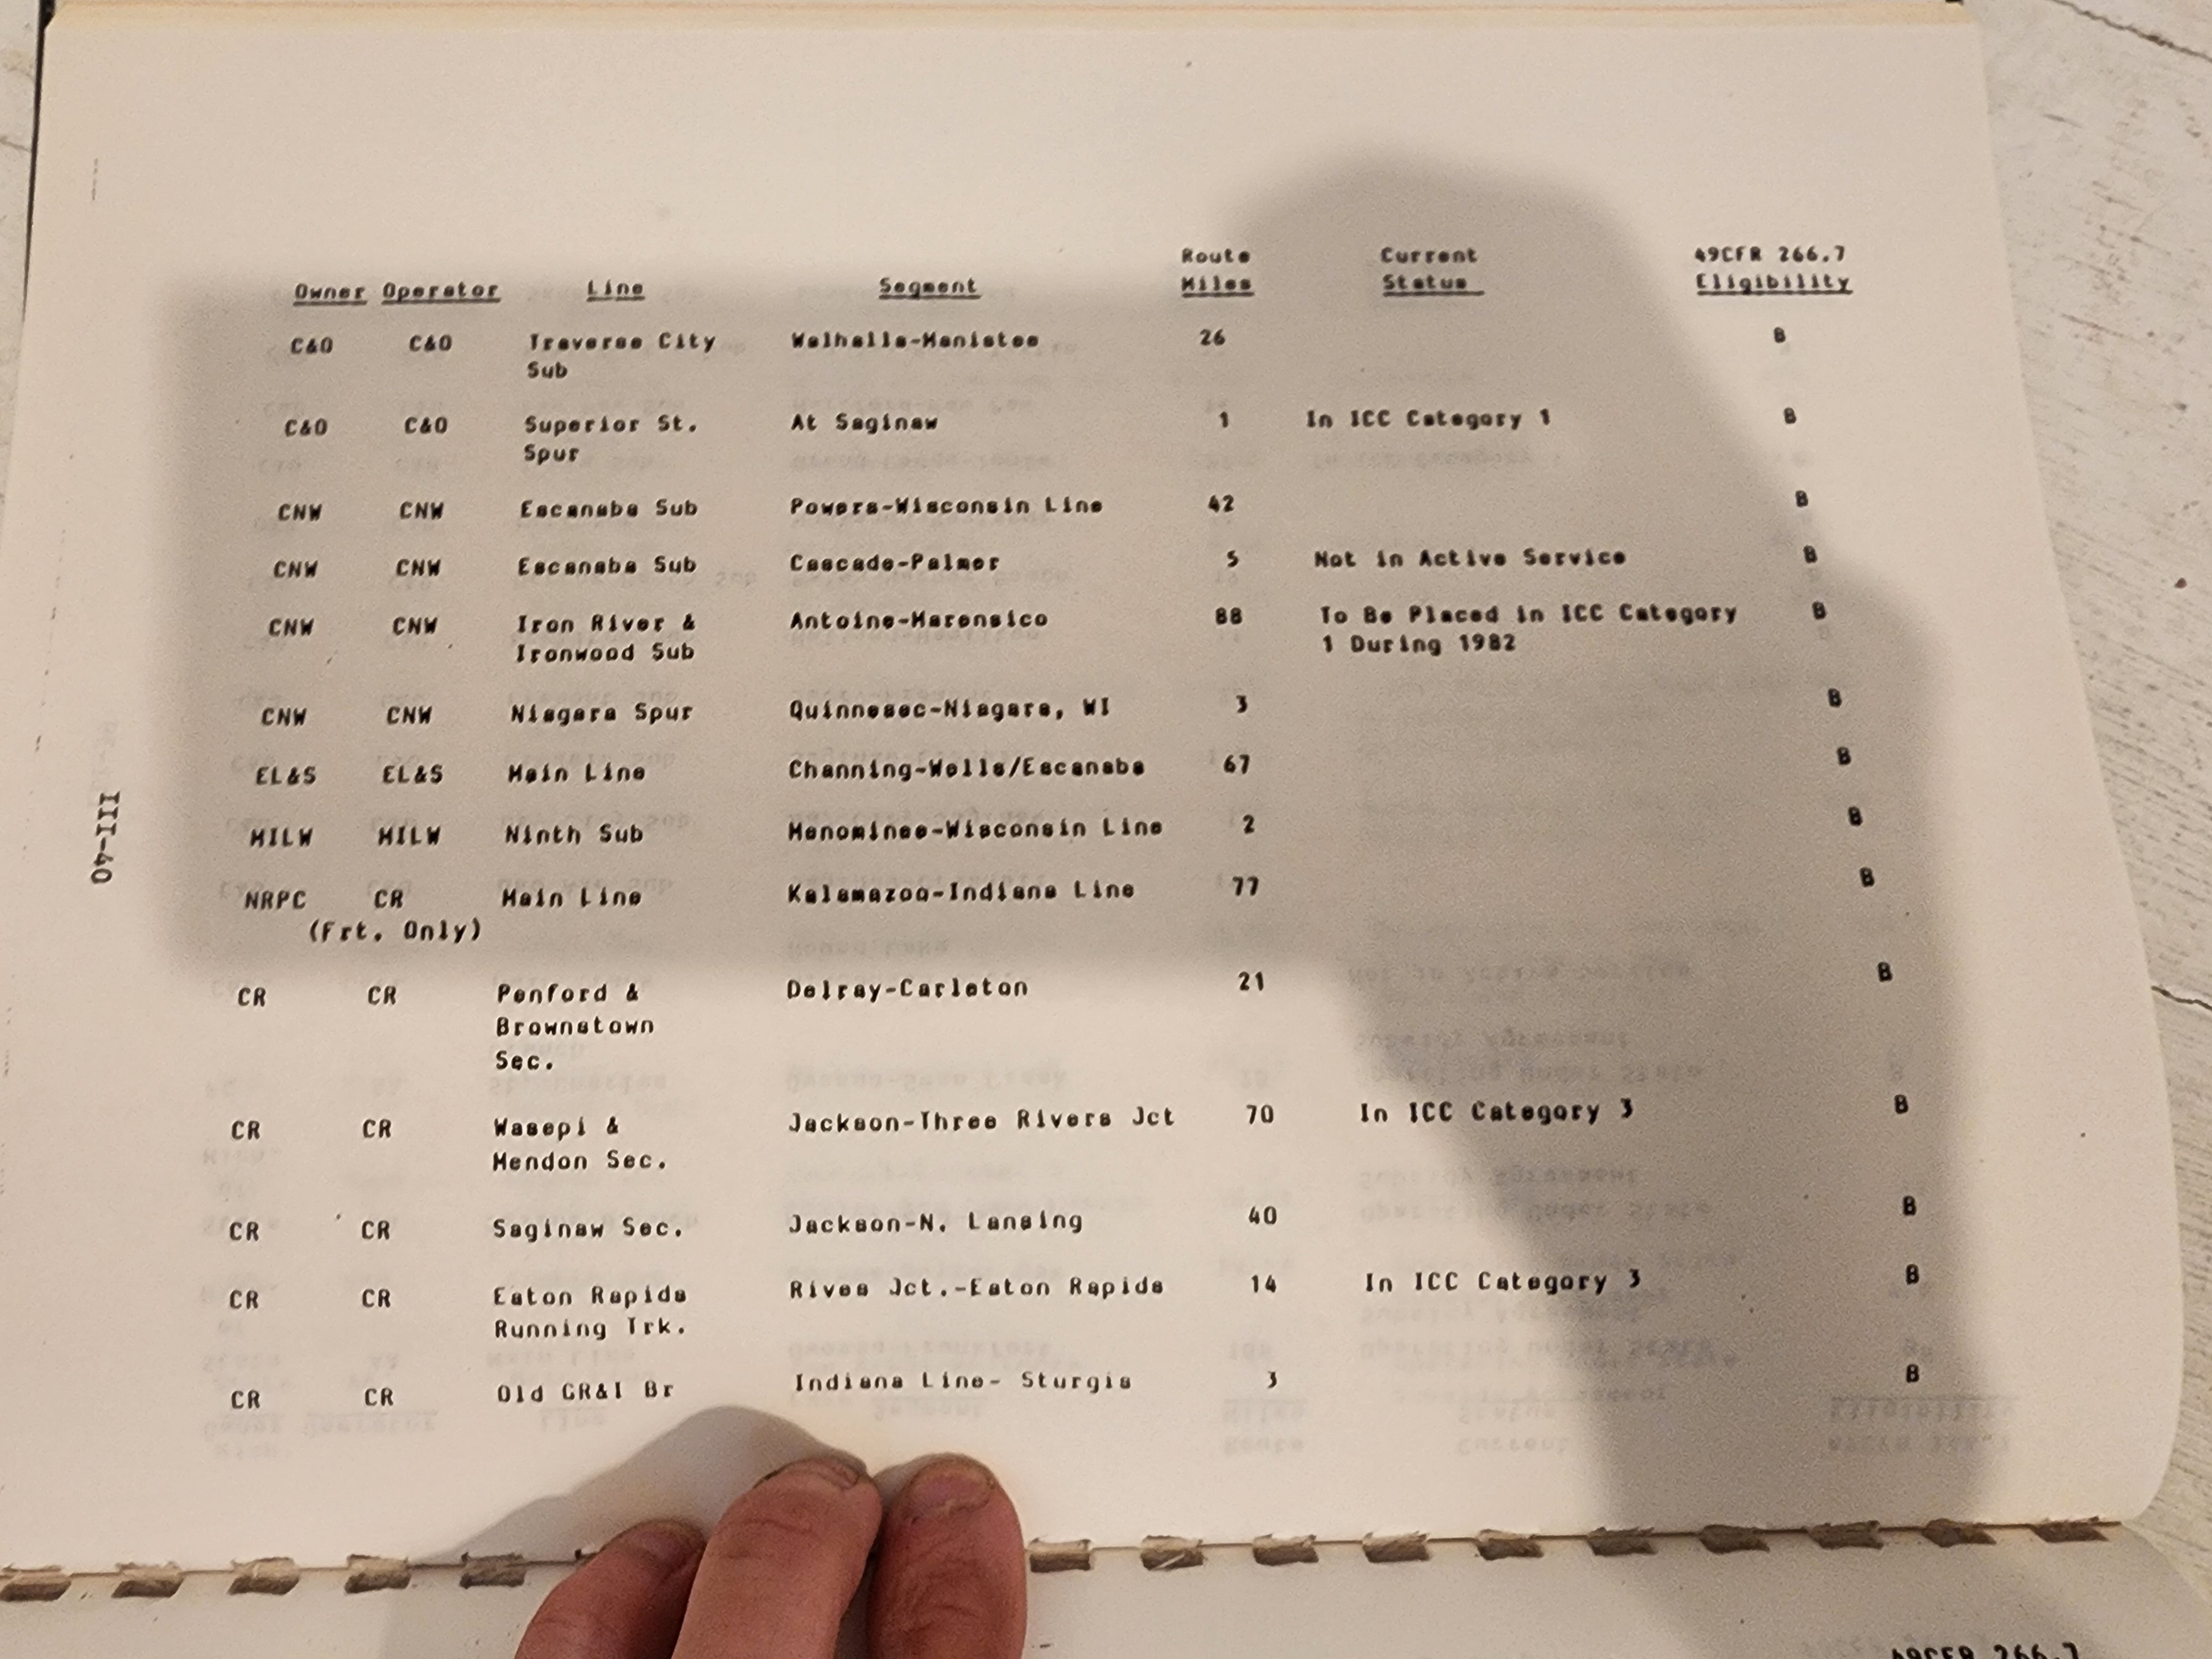 Route Current 49CFR 266.7
Owner Operator Line Segment Miles Status Eligibility
C&O C&O Traverse City Walhalla-Manistee 26 B
Sub
C&O C&O Superior St. At Saginaw 1 In ICC Category 1 B
Spur
CNW CNW Escanaba Sub Powers-Wisconsin Line 42 B
CNW CNW Escanaba Sub Cascade-Palmer 5 Not in Active Service B
CNW CNW Iron River & Antoine-Marensico 88 To Be Placed in ICC Category B
Ironwood Sub 1 During 1982
CNW CNW Niagara Spur Quinnesec-Niagara, WI 3 B
EL&S EL&S Main Line Channing-Wells/Escanaba 67 B
MILW MILW Ninth Sub Menominee-Wisconsin Line 2 B
NRPC CR Main Line Kalamazoo-Indiana Line 77 B
(Frt. Only)
CR CR Penford & Delray-Carleton 21 B
Brownstown
Sec.
CR CR Wasepi & Jackson-Three Rivers Jct 70 In ICC Category 3 B
Mendon Sec.
CR CR Saginaw Sec. Jackson-N. Lansing 40 B
CR CR Eaton Rapids Rives Jct.-Eaton Rapids 14 In ICC Category 3 B
Running Trk.
CR CR Old GR&I Br Indiana Line- Sturgis 3 B
III-40
49CFR 266.7